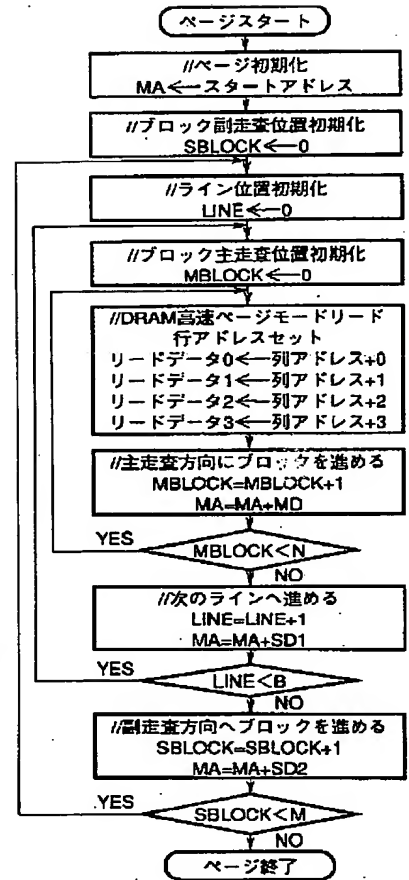 ページスタート
//ページ初期化
MA←スタートアドレス
//ブロック副走査位置初期化
SBLOCK←0
//ライン位置初期化
LINE←0
//ブロック主走査位置初期化
MBLOCK←0
//DRAM高速ページモードリード
行アドレスセット
リードデータ0←列アドレス+0
リードデータ1←列アドレス+1
リードデータ2←列アドレス+2
リードデータ3←列アドレス+3
//主走査方向にブロックを進める
MBLOCK=MBLOCK+1
MA=MA+MD
YES
MBLOCK<N
NO
//次のラインへ進める
LINE=LINE+1
MA=MA+SD1
YES
LINE<B
NO
//副走査方向へブロックを進める
SBLOCK=SBLOCK+1
MA=MA+SD2
YES
SBLOCK<M
NO
ページ終了